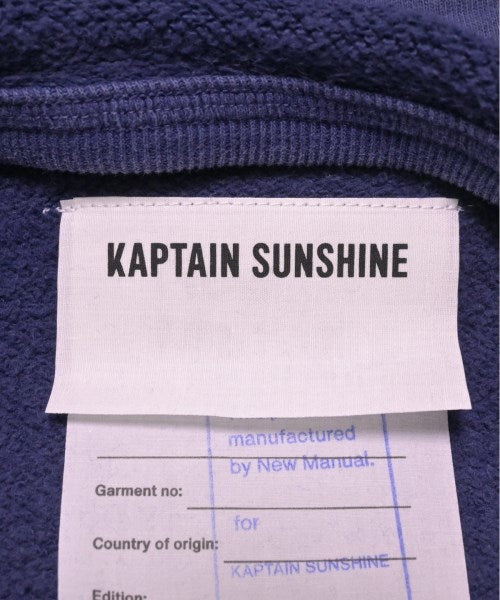 KAPTAIN SUNSHINE
manufactured
by New Manual.
Garment no:
for
Country of origin:
KAPTAIN SUNSHINE
Edition: